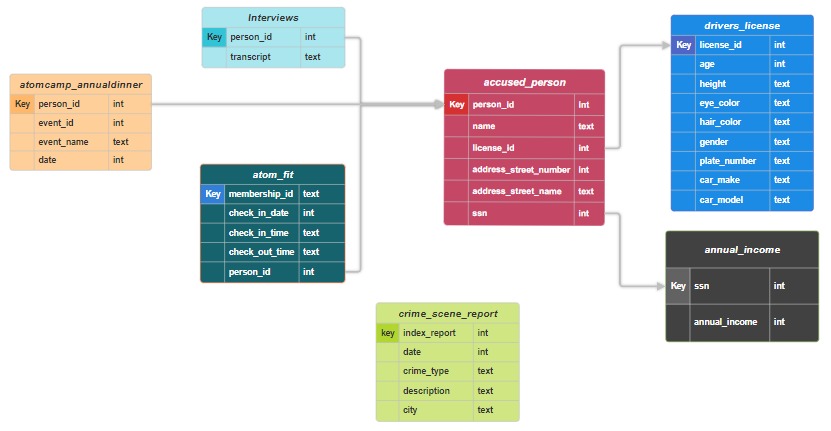 Interviews
Key person_id int
transcript text
atomcamp_annualdinner
Key person_id int
event_id int
event_name text
date int
atom_fit
Key membership_id text
check_in_date int
check_in_time text
check_out_time text
person_id int
accused_person
Key person_id int
name text
license_id int
address_street_number int
address_street_name text
ssn int
drivers_license
Key license_id int
age int
height text
eye_color text
hair_color text
gender text
plate_number text
car_make text
car_model text
annual_income
Key ssn int
annual_income int
crime_scene_report
key index_report int
date int
crime_type text
description text
city text